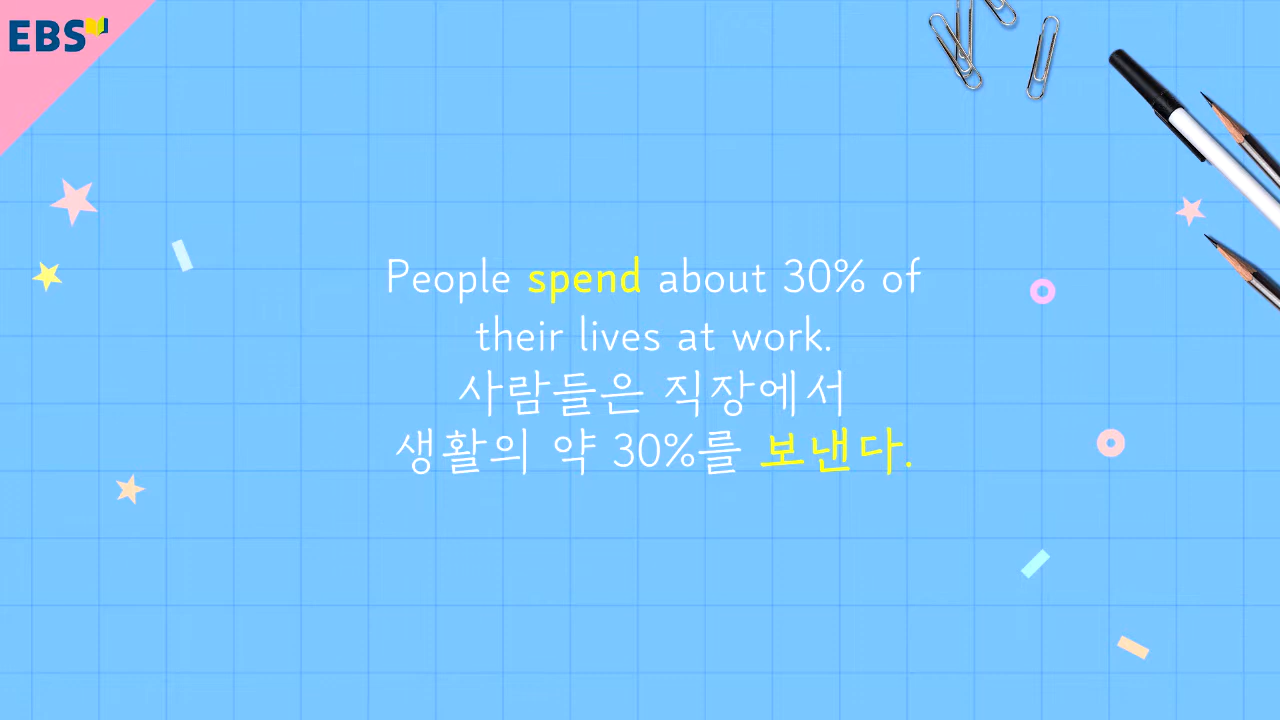 EBS
People spend about 30% of
their lives at work.
사람들은 직장에서
생활의 약 30%를 보낸다.